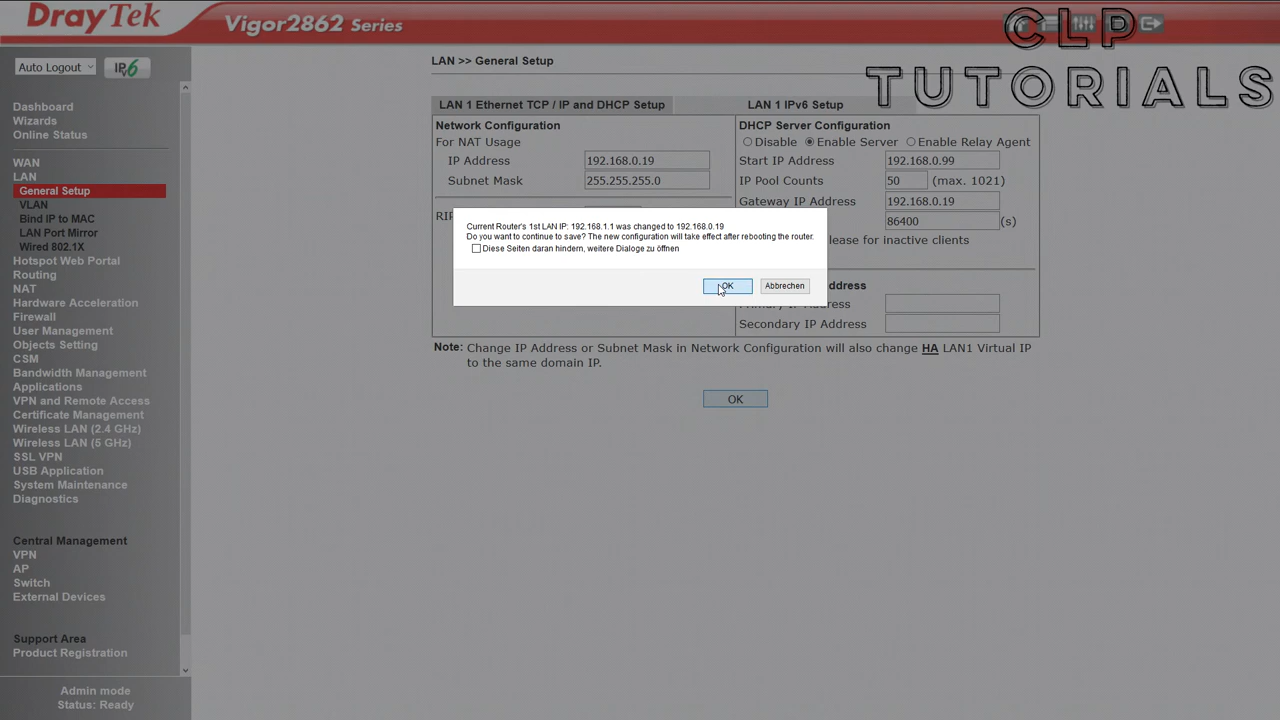 DrayTek Vigor2862 Series
CLP
TUTORIALS
Auto Logout IPv6
LAN >> General Setup
Dashboard
Wizards
Online Status
WAN
LAN
General Setup
VLAN
Bind IP to MAC
LAN Port Mirror
Wired 802.1X
Hotspot Web Portal
Routing
NAT
Hardware Acceleration
Firewall
User Management
Objects Setting
CSM
Bandwidth Management
Applications
VPN and Remote Access
Certificate Management
Wireless LAN (2.4 GHz)
Wireless LAN (5 GHz)
SSL VPN
USB Application
System Maintenance
Diagnostics
Central Management
VPN
AP
Switch
External Devices
Support Area
Product Registration
Admin mode
Status: Ready
LAN 1 Ethernet TCP / IP and DHCP Setup LAN 1 IPv6 Setup
Network Configuration
For NAT Usage
IP Address 192.168.0.19
Subnet Mask 255.255.255.0
RIP
DHCP Server Configuration
Disable Enable Server Enable Relay Agent
Start IP Address 192.168.0.99
IP Pool Counts 50 (max. 1021)
Gateway IP Address 192.168.0.19
86400 (s)
lease for inactive clients
ddress
Primary IP Address
Secondary IP Address
Current Router's 1st LAN IP: 192.168.1.1 was changed to 192.168.0.19
Do you want to continue to save? The new configuration will take effect after rebooting the router.
Diese Seiten daran hindern, weitere Dialoge zu öffnen
OK Abbrechen
Note: Change IP Address or Subnet Mask in Network Configuration will also change HA LAN1 Virtual IP
to the same domain IP.
OK